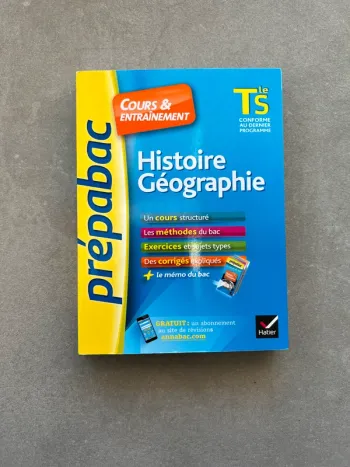 prépabac
COURS &
ENTRAÎNEMENT
Tle
S
CONFORME
AU DERNIER
PROGRAMME
Histoire
Géographie
Un cours structuré
Les méthodes du bac
Exercices et sujets types
Des corrigés expliqués
+ le mémo du bac
GRATUIT : un abonnement
au site de révisions
annabac.com
Hatier